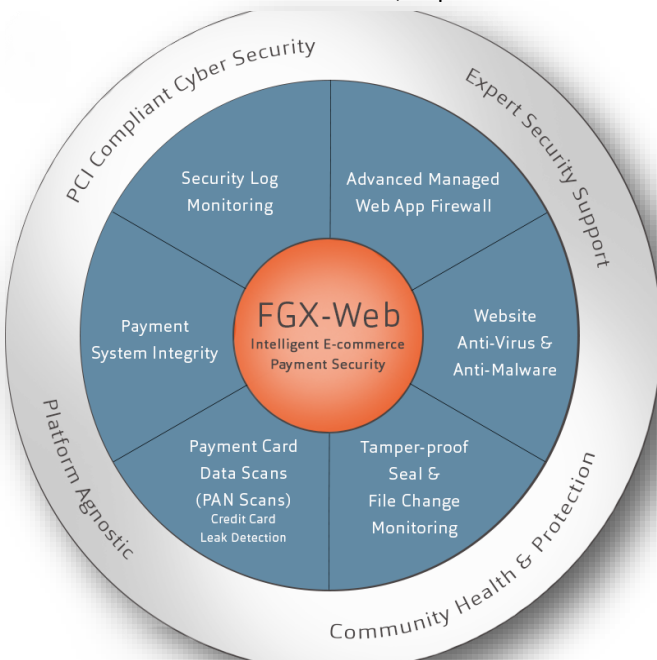 PCI Compliant Cyber Security
Expert Security Support
Security Log
Monitoring
Advanced Managed
Web App Firewall
FGX-Web
Intelligent E-commerce
Payment Security
Payment
System Integrity
Website
Anti-Virus &
Anti-Malware
Payment Card
Data Scans
(PAN Scans)
Credit Card
Leak Detection
Tamper-proof
Seal &
File Change
Monitoring
Platform Agnostic
Community Health & Protection